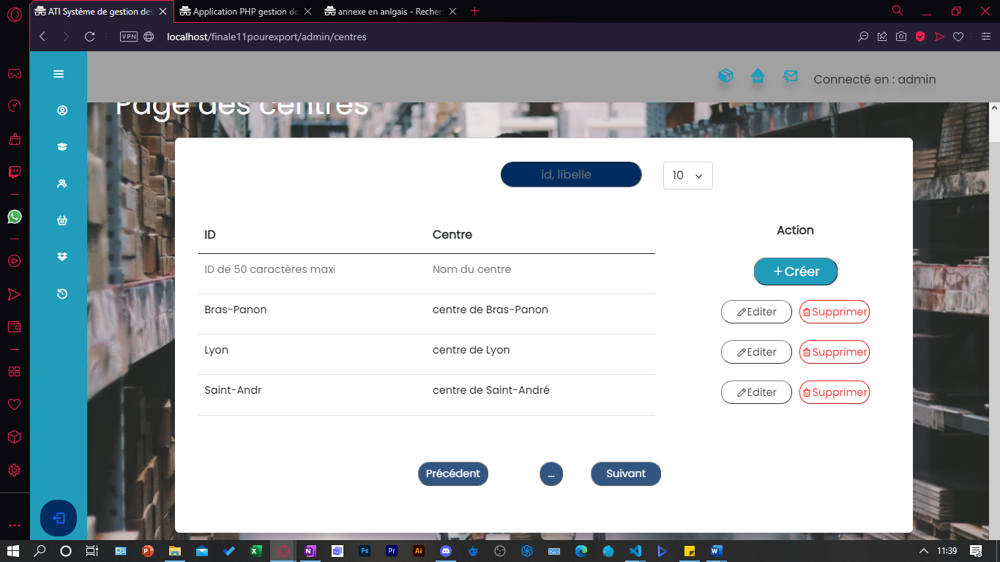 ATI Système de gestion des
Application PHP gestion de
annexe en anlgais - Recher
VPN
localhost/finale11pourexport/admin/centres
Connecté en : admin
Page des centres
id, libelle
10
ID
Centre
Action
ID de 50 caractères maxi
Nom du centre
+Créer
Bras-Panon
centre de Bras-Panon
Editer
Supprimer
Lyon
centre de Lyon
Editer
Supprimer
Saint-Andr
centre de Saint-André
Editer
Supprimer
Précédent
...
Suivant
11:39